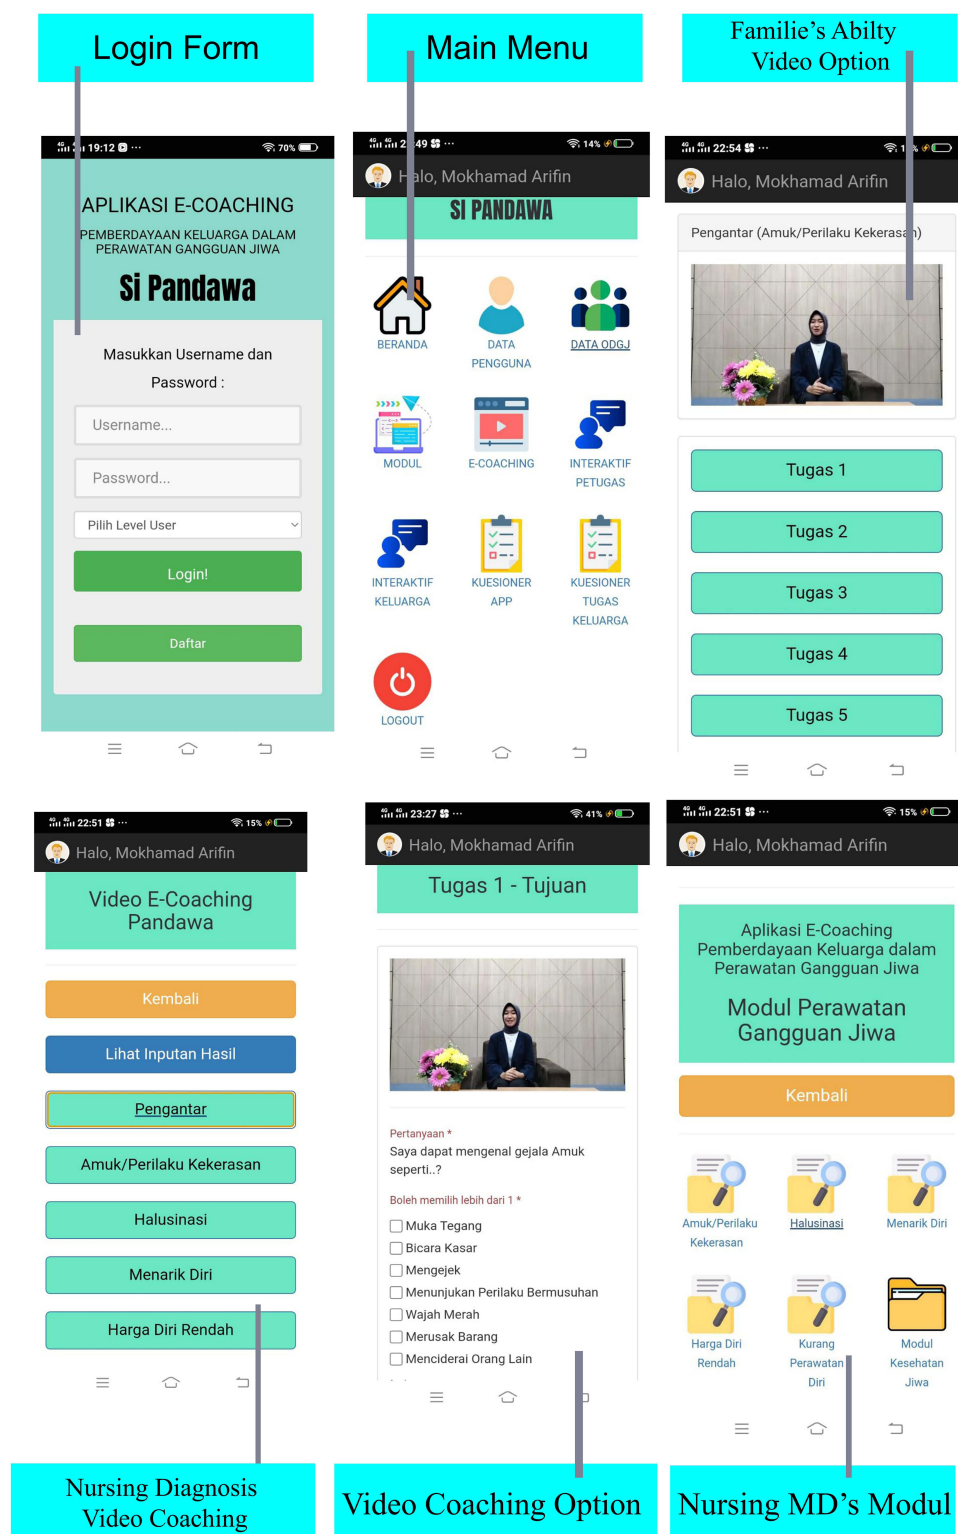 Login Form
Main Menu
Familie's Abilty
Video Option
19:12
70%
APLIKASI E-COACHING
PEMBERDAYAAN KELUARGA DALAM
PERAWATAN GANGGUAN JIWA
Si Pandawa
Masukkan Username dan
Password :
Username...
Password...
Pilih Level User
Login!
Daftar
14%
Halo, Mokhamad Arifin
SI PANDAWA
BERANDA
DATA
PENGGUNA
DATA ODGJ
MODUL
E-COACHING
INTERAKTIF
PETUGAS
INTERAKTIF
KELUARGA
KUESIONER
APP
KUESIONER
TUGAS
KELUARGA
LOGOUT
22:54
Halo, Mokhamad Arifin
Pengantar (Amuk/Perilaku Kekerasan)
Tugas 1
Tugas 2
Tugas 3
Tugas 4
Tugas 5
22:51
15%
Halo, Mokhamad Arifin
Video E-Coaching
Pandawa
Kembali
Lihat Inputan Hasil
Pengantar
Amuk/Perilaku Kekerasan
Halusinasi
Menarik Diri
Harga Diri Rendah
23:27
41%
Halo, Mokhamad Arifin
Tugas 1 - Tujuan
Pertanyaan *
Saya dapat mengenal gejala Amuk
seperti..?
Boleh memilih lebih dari 1 *
Muka Tegang
Bicara Kasar
Mengejek
Menunjukan Perilaku Bermusuhan
Wajah Merah
Merusak Barang
Menciderai Orang Lain
22:51
15%
Halo, Mokhamad Arifin
Aplikasi E-Coaching
Pemberdayaan Keluarga dalam
Perawatan Gangguan Jiwa
Modul Perawatan
Gangguan Jiwa
Kembali
Amuk/Perilaku
Kekerasan
Halusinasi
Menarik Diri
Harga Diri
Rendah
Kurang
Perawatan
Diri
Modul
Kesehatan
Jiwa
Nursing Diagnosis
Video Coaching
Video Coaching Option
Nursing MD's Modul